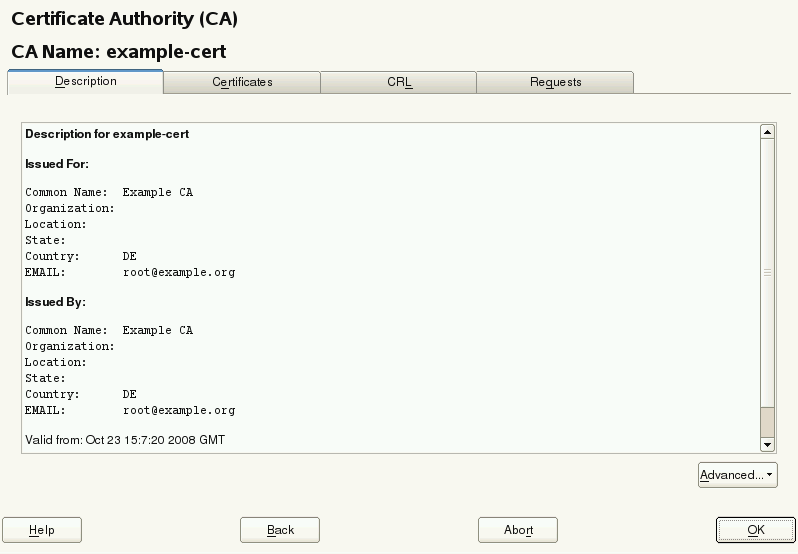 Certificate Authority (CA)
CA Name: example-cert
Description Certificates CRL Requests
Description for example-cert
Issued For:
Common Name: Example CA
Organization:
Location:
State:
Country: DE
EMAIL: root@example.org
Issued By:
Common Name: Example CA
Organization:
Location:
State:
Country: DE
EMAIL: root@example.org
Valid from: Oct 23 15:7:20 2008 GMT
Advanced...
Help Back Abort OK